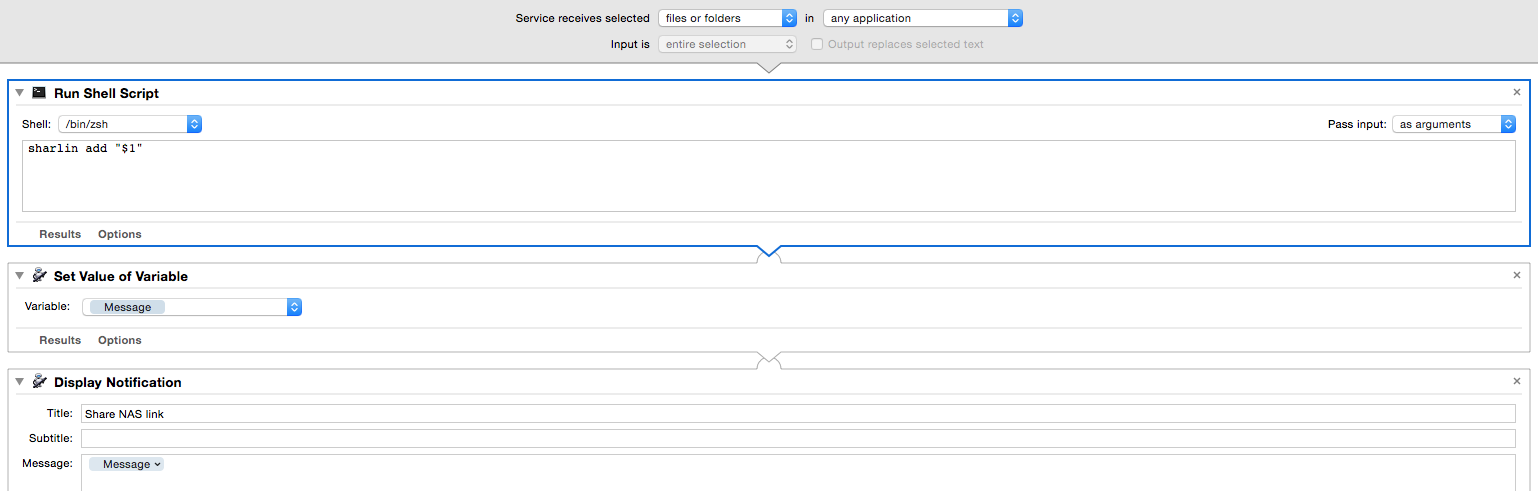 Service receives selected files or folders in any application
Input is entire selection Output replaces selected text
Run Shell Script
Shell: /bin/zsh Pass input: as arguments
sharlin add "$1"
Results Options
Set Value of Variable
Variable: Message
Results Options
Display Notification
Title: Share NAS link
Subtitle:
Message: Message